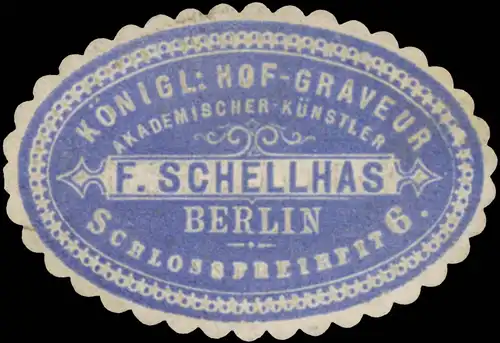 KÖNIGL: HOF-GRAVEUR
AKADEMISCHER-KÜNSTLER
F. SCHELLHAS
BERLIN
SCHLOSSFREIHEIT 6.